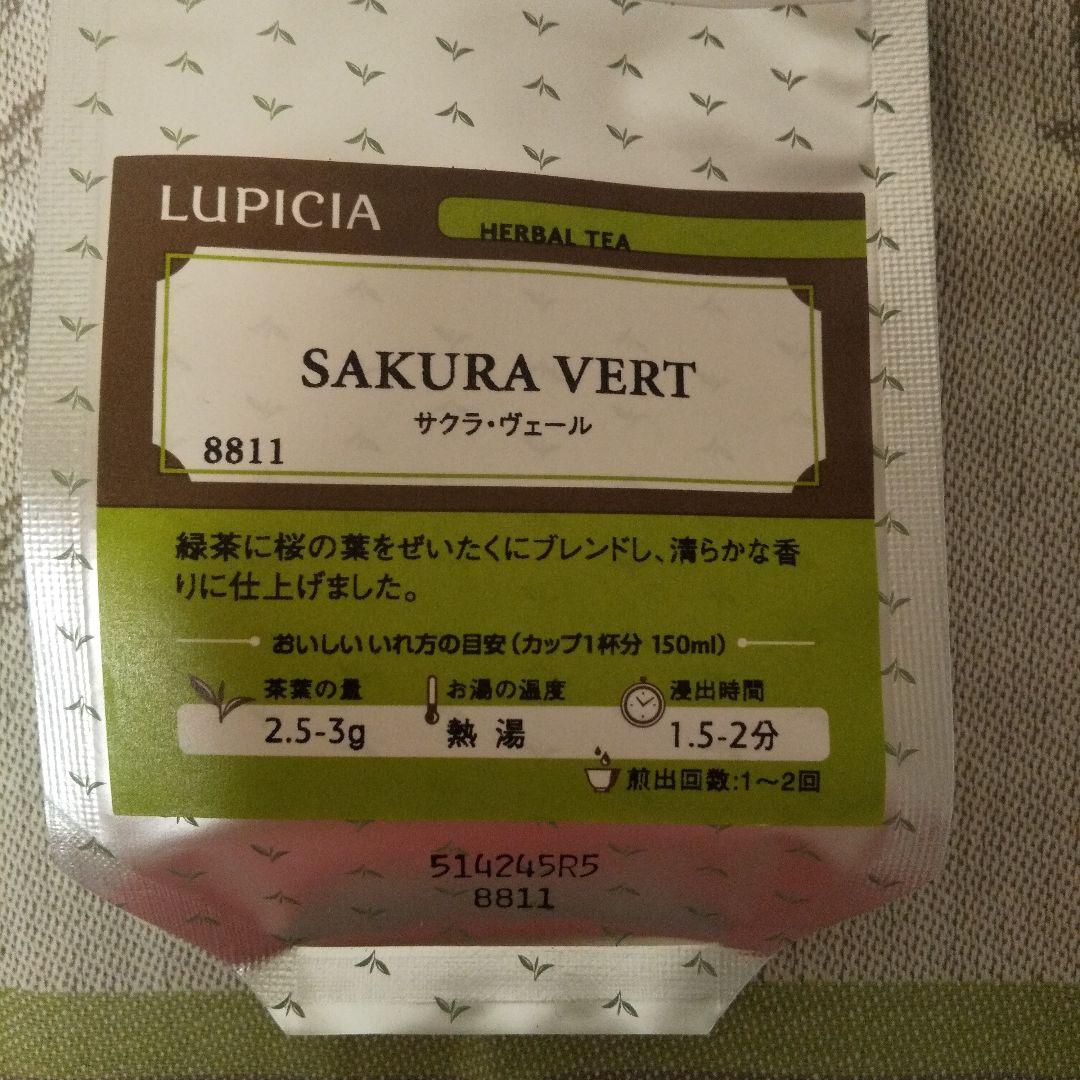 LUPICIA
HERBAL TEA
SAKURA VERT
サクラ・ヴェール
8811
緑茶に桜の葉をぜいたくにブレンドし、清らかな香
りに仕上げました。
おいしいいれ方の目安（カップ1杯分 150ml）
茶葉の量 お湯の温度 浸出時間
2.5-3g 熱湯 1.5-2分
煎出回数:1〜2回
514245R5
8811